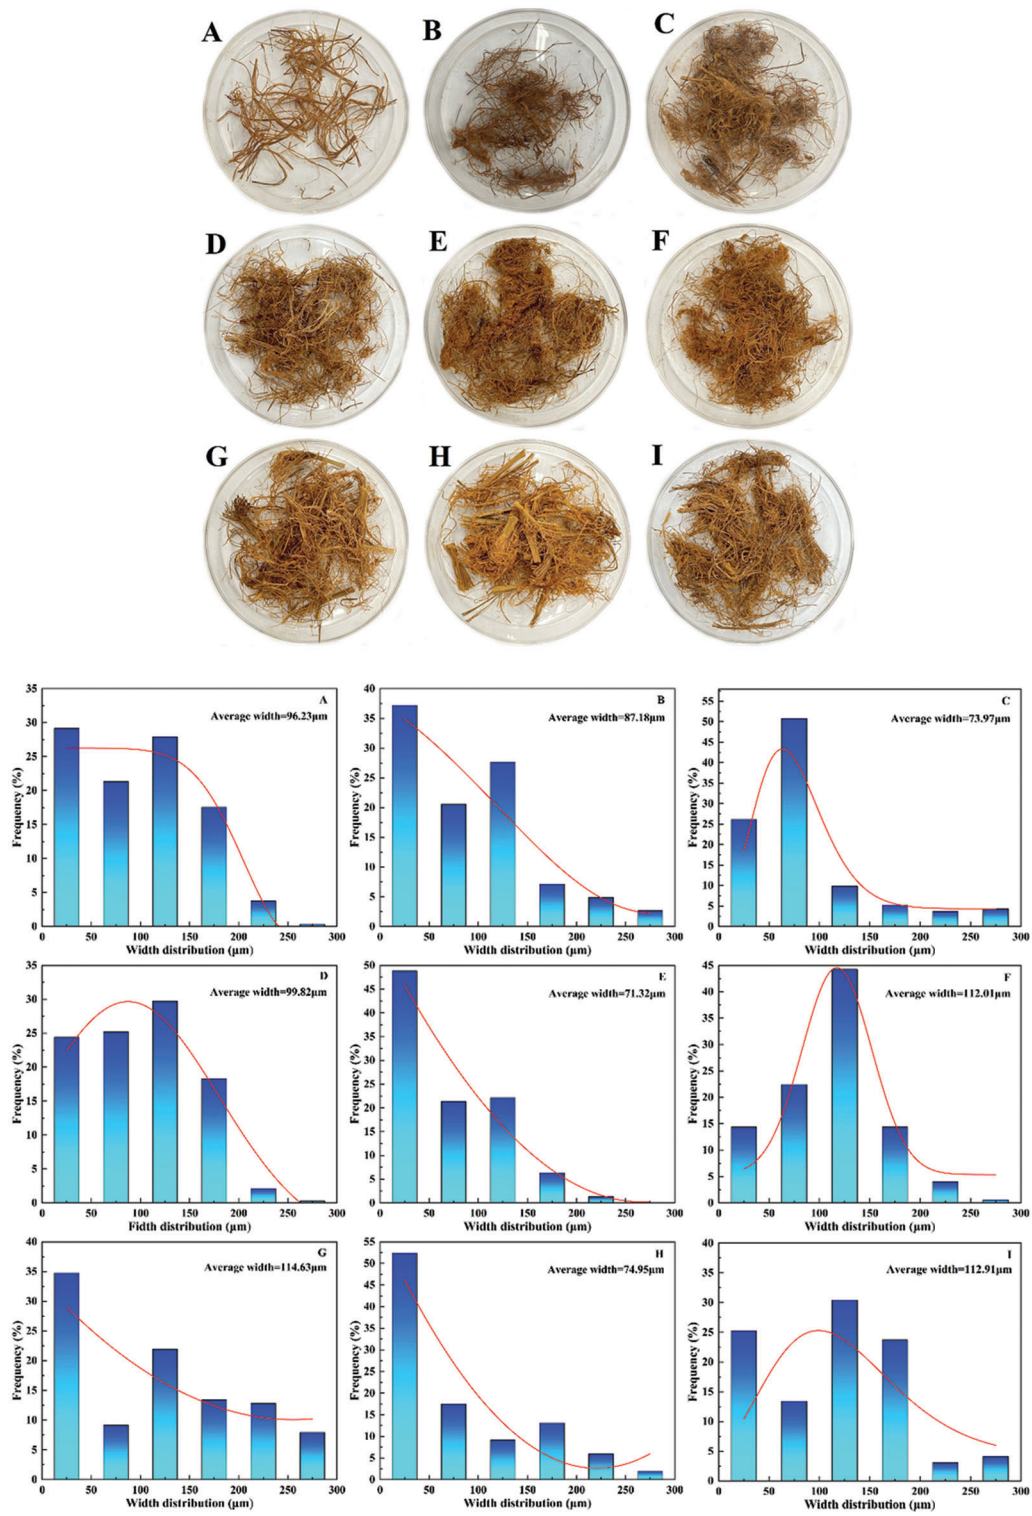 A
B
C
D
E
F
G
H
I
A
Average width=96.23μm
Frequency (%)
35
30
25
20
15
10
5
0
0 50 100 150 200 250 300
Width distribution (μm)
B
Average width=87.18μm
Frequency (%)
40
35
30
25
20
15
10
5
0
0 50 100 150 200 250 300
Width distribution (μm)
C
Average width=73.97μm
Frequency (%)
55
50
45
40
35
30
25
20
15
10
5
0
0 50 100 150 200 250 300
Width distribution (μm)
D
Average width=99.82μm
Frequency (%)
35
30
25
20
15
10
5
0
0 50 100 150 200 250 300
Fidth distribution (μm)
E
Average width=71.32μm
Frequency (%)
50
45
40
35
30
25
20
15
10
5
0
0 50 100 150 200 250 300
Width distribution (μm)
F
Average width=112.01μm
Frequency (%)
45
40
35
30
25
20
15
10
5
0
0 50 100 150 200 250 300
Width distribution (μm)
G
Average width=114.63μm
Frequency (%)
40
35
30
25
20
15
10
5
0
0 50 100 150 200 250 300
Width distribution (μm)
H
Average width=74.95μm
Frequency (%)
55
50
45
40
35
30
25
20
15
10
5
0
0 50 100 150 200 250 300
Width distribution (μm)
I
Average width=112.91μm
Frequency (%)
40
35
30
25
20
15
10
5
0
0 50 100 150 200 250 300
Width distribution (μm)